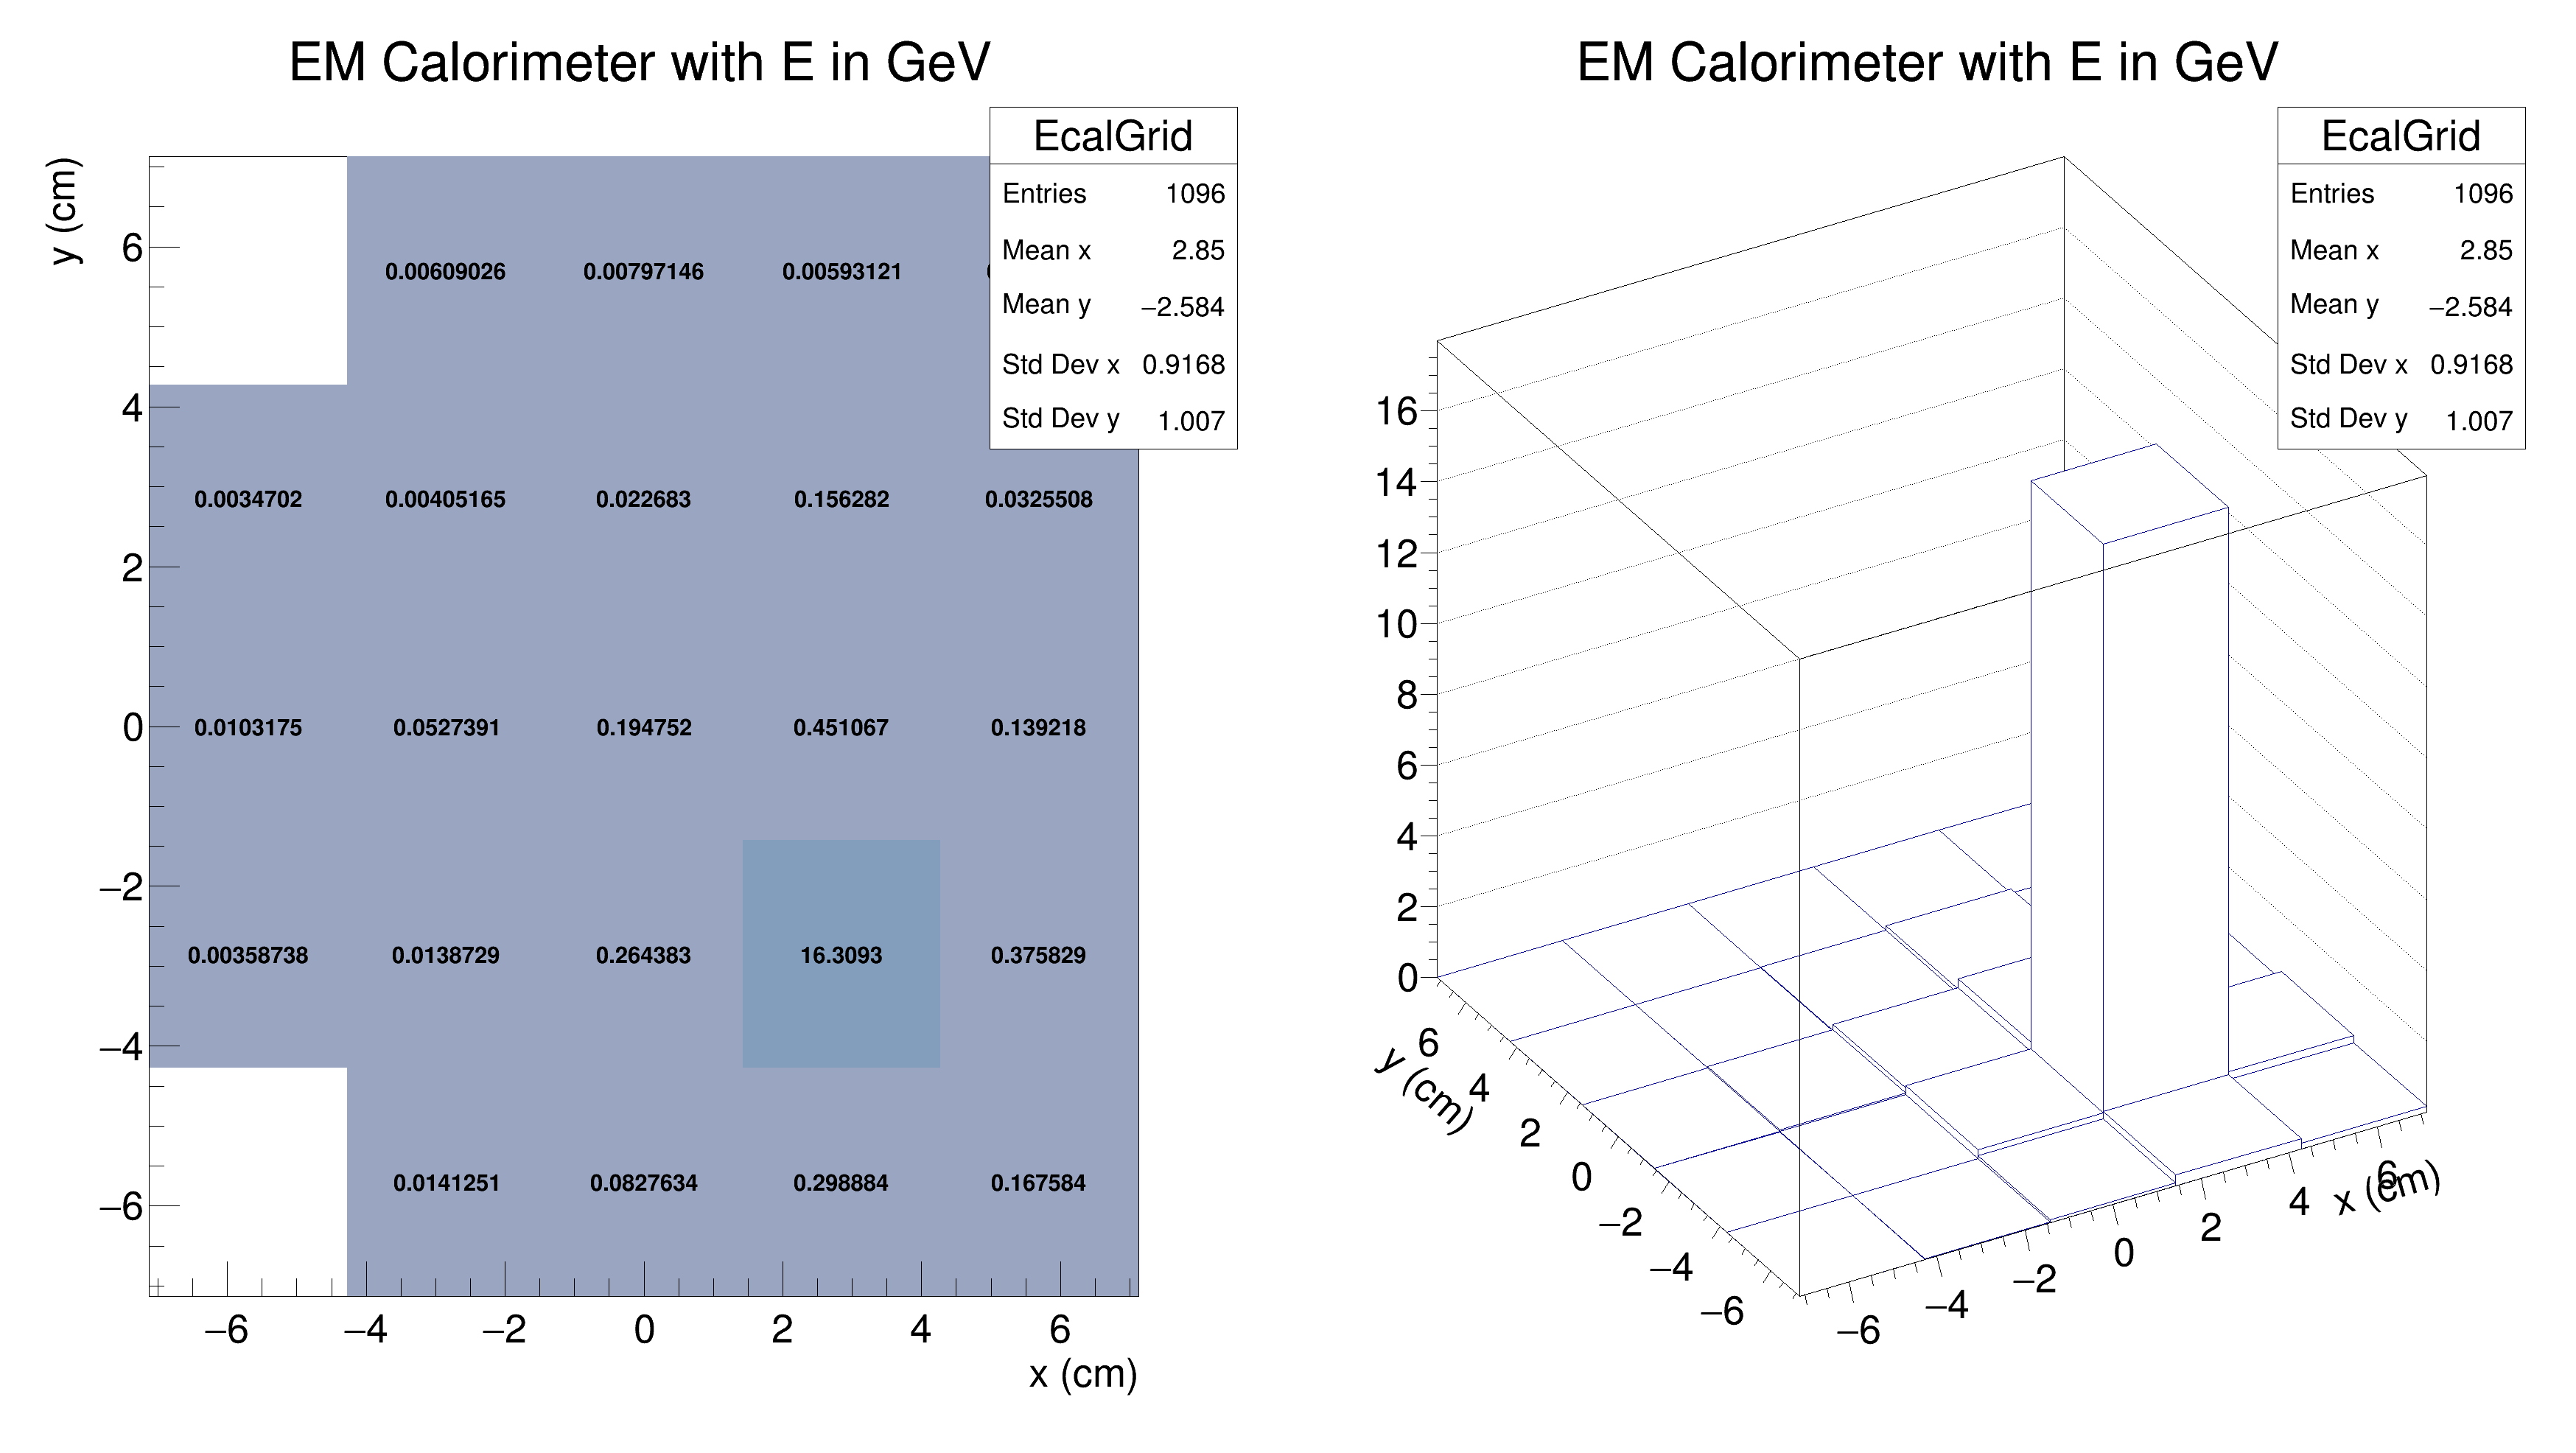 EM Calorimeter with E in GeV
EcalGrid
Entries 1096
Mean x 2.85
Mean y −2.584
Std Dev x 0.9168
Std Dev y 1.007
y (cm)
6
4
2
0
−2
−4
−6
0.00609026 0.00797146 0.00593121
0.0034702 0.00405165 0.022683 0.156282 0.0325508
0.0103175 0.0527391 0.194752 0.451067 0.139218
0.00358738 0.0138729 0.264383 16.3093 0.375829
0.0141251 0.0827634 0.298884 0.167584
−6 −4 −2 0 2 4 6
x (cm)
EM Calorimeter with E in GeV
EcalGrid
Entries 1096
Mean x 2.85
Mean y −2.584
Std Dev x 0.9168
Std Dev y 1.007
16
14
12
10
8
6
4
2
0
y (cm)
6
4
2
0
−2
−4
−6
−6 −4 −2 0 2 4 6
x (cm)